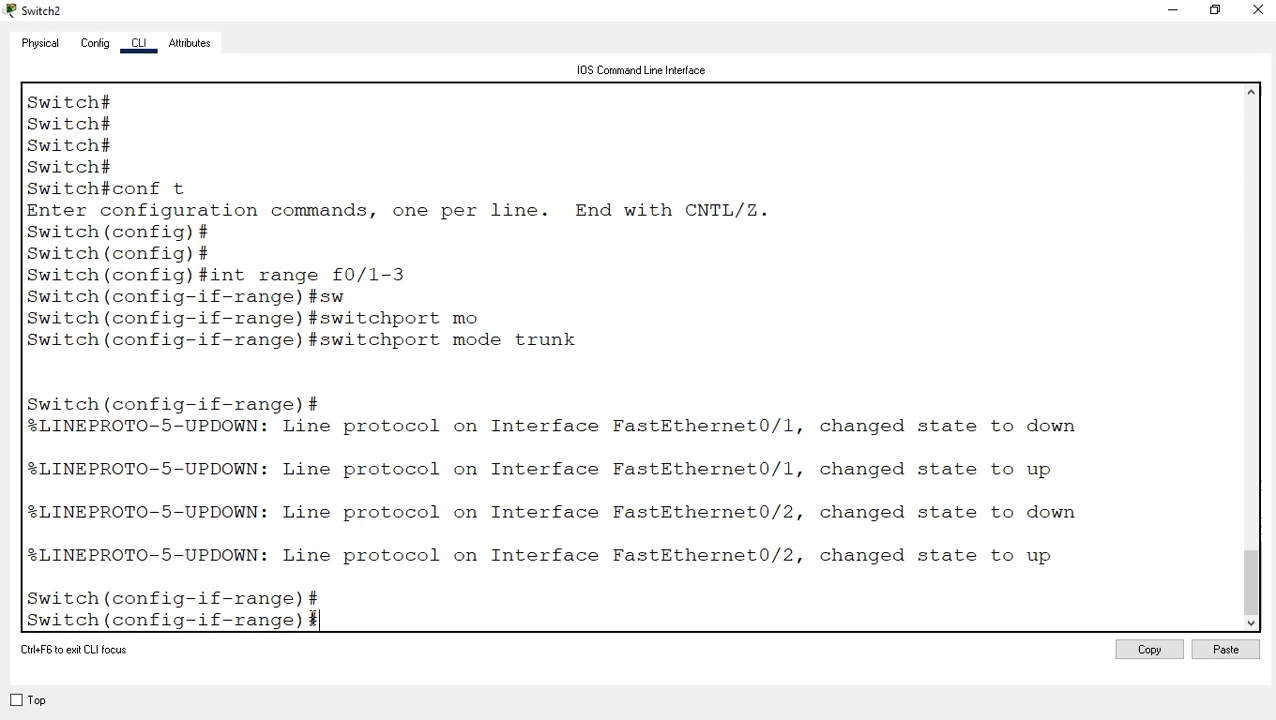 Switch2
Physical Config CLI Attributes
IOS Command Line Interface
Switch#
Switch#
Switch#
Switch#
Switch#conf t
Enter configuration commands, one per line.  End with CNTL/Z.
Switch(config)#
Switch(config)#
Switch(config)#int range f0/1-3
Switch(config-if-range)#sw
Switch(config-if-range)#switchport mo
Switch(config-if-range)#switchport mode trunk
Switch(config-if-range)#
%LINEPROTO-5-UPDOWN: Line protocol on Interface FastEthernet0/1, changed state to down
%LINEPROTO-5-UPDOWN: Line protocol on Interface FastEthernet0/1, changed state to up
%LINEPROTO-5-UPDOWN: Line protocol on Interface FastEthernet0/2, changed state to down
%LINEPROTO-5-UPDOWN: Line protocol on Interface FastEthernet0/2, changed state to up
Switch(config-if-range)#
Switch(config-if-range)#
Ctrl+F6 to exit CLI focus
Copy Paste
Top